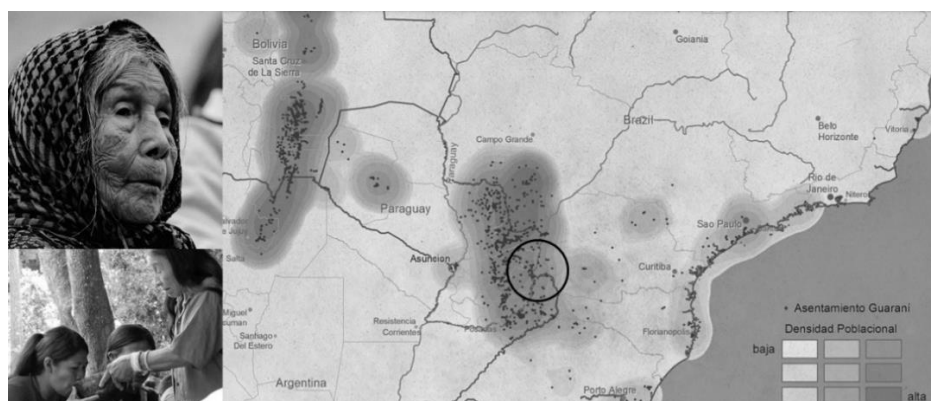 Bolivia
Santa Cruz
de La Sierra
Goiania
Campo Grande
Brazil
Belo
Horizonte
Vitoria
Paraguay
Paraguay
Rio de
Janeiro
Niteroi
Sao Paulo
Salta
Asuncion
Curitiba
Miguel
Resistencia
Corrientes
Posadas
Santiago
Del Estero
Florianopolis
Asentamiento Guaraní
Densidad Poblacional
baja
alta
Argentina
Porto Alegre